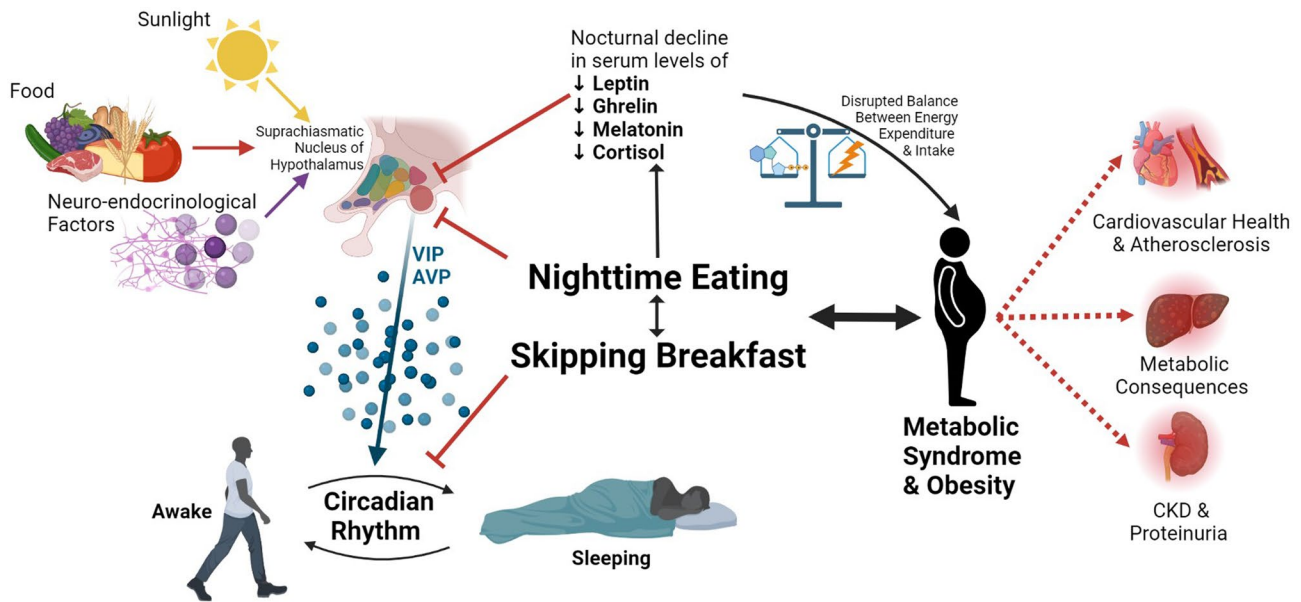 Sunlight
Food
Neuro-endocrinological
Factors
Suprachiasmatic
Nucleus of
Hypothalamus
VIP
AVP
Nocturnal decline
in serum levels of
↓ Leptin
↓ Ghrelin
↓ Melatonin
↓ Cortisol
Disrupted Balance
Between Energy
Expenditure
& Intake
Nighttime Eating
Skipping Breakfast
Awake
Circadian
Rhythm
Sleeping
Metabolic
Syndrome
& Obesity
Cardiovascular Health
& Atherosclerosis
Metabolic
Consequences
CKD &
Proteinuria